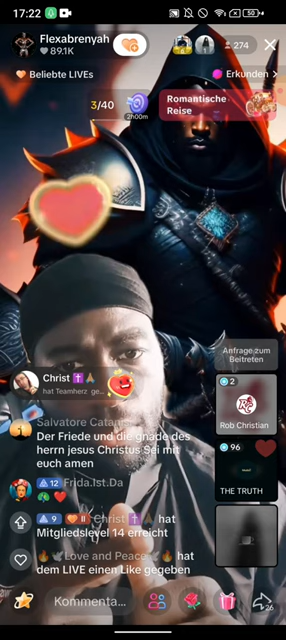 17:22
50
Flexabrenyah
89.1K
274
Beliebte LIVEs
Erkunden >
3/40
2h00m
Romantische
Reise
Anfrage zum
Beitreten
Christ
hat Teamherz ge...
2
Rob Christian
Salvatore Catan
Der Friede und die gnade des
herrn jesus Christus Sei mit
euch amen
96
THE TRUTH
12 Frida.Ist.Da
9 II Christ hat
Mitgliedslevel 14 erreicht
Love and Peace hat
dem LIVE einen Like gegeben
Kommenta...
26